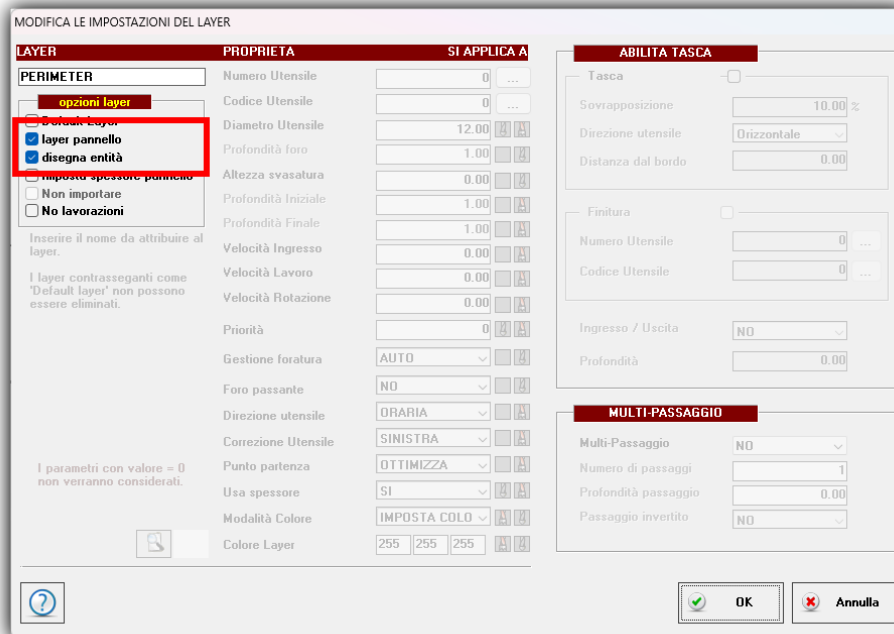 MODIFICA LE IMPOSTAZIONI DEL LAYER
LAYER
PERIMETER
opzioni layer
Default Layer
layer pannello
disegna entità
Imposta spessore pannello
Non importare
No lavorazioni
Inserire il nome da attribuire al
layer.
I layer contrasseganti come
'Default layer' non possono
essere eliminati.
I parametri con valore = 0
non verranno considerati.
PROPRIETA SI APPLICA A
Numero Utensile 0 ...
Codice Utensile 0 ...
Diametro Utensile 12.00
Profondità foro 1.00
Altezza svasatura 0.00
Profondità Iniziale 1.00
Profondità Finale 1.00
Velocità Ingresso 0.00
Velocità Lavoro 0.00
Velocità Rotazione 0.00
Priorità 0
Gestione foratura AUTO
Foro passante NO
Direzione utensile ORARIA
Correzione Utensile SINISTRA
Punto partenza OTTIMIZZA
Usa spessore SI
Modalità Colore IMPOSTA COLO
Colore Layer 255 255 255
ABILITA TASCA
Tasca
Sovrapposizione 10.00 %
Direzione utensile Orizzontale
Distanza dal bordo 0.00
Finitura
Numero Utensile 0 ...
Codice Utensile 0 ...
Ingresso / Uscita NO
Profondità 0.00
MULTI-PASSAGGIO
Multi-Passaggio NO
Numero di passaggi 1
Profondità passaggio 0.00
Passaggio invertito NO
? OK Annulla